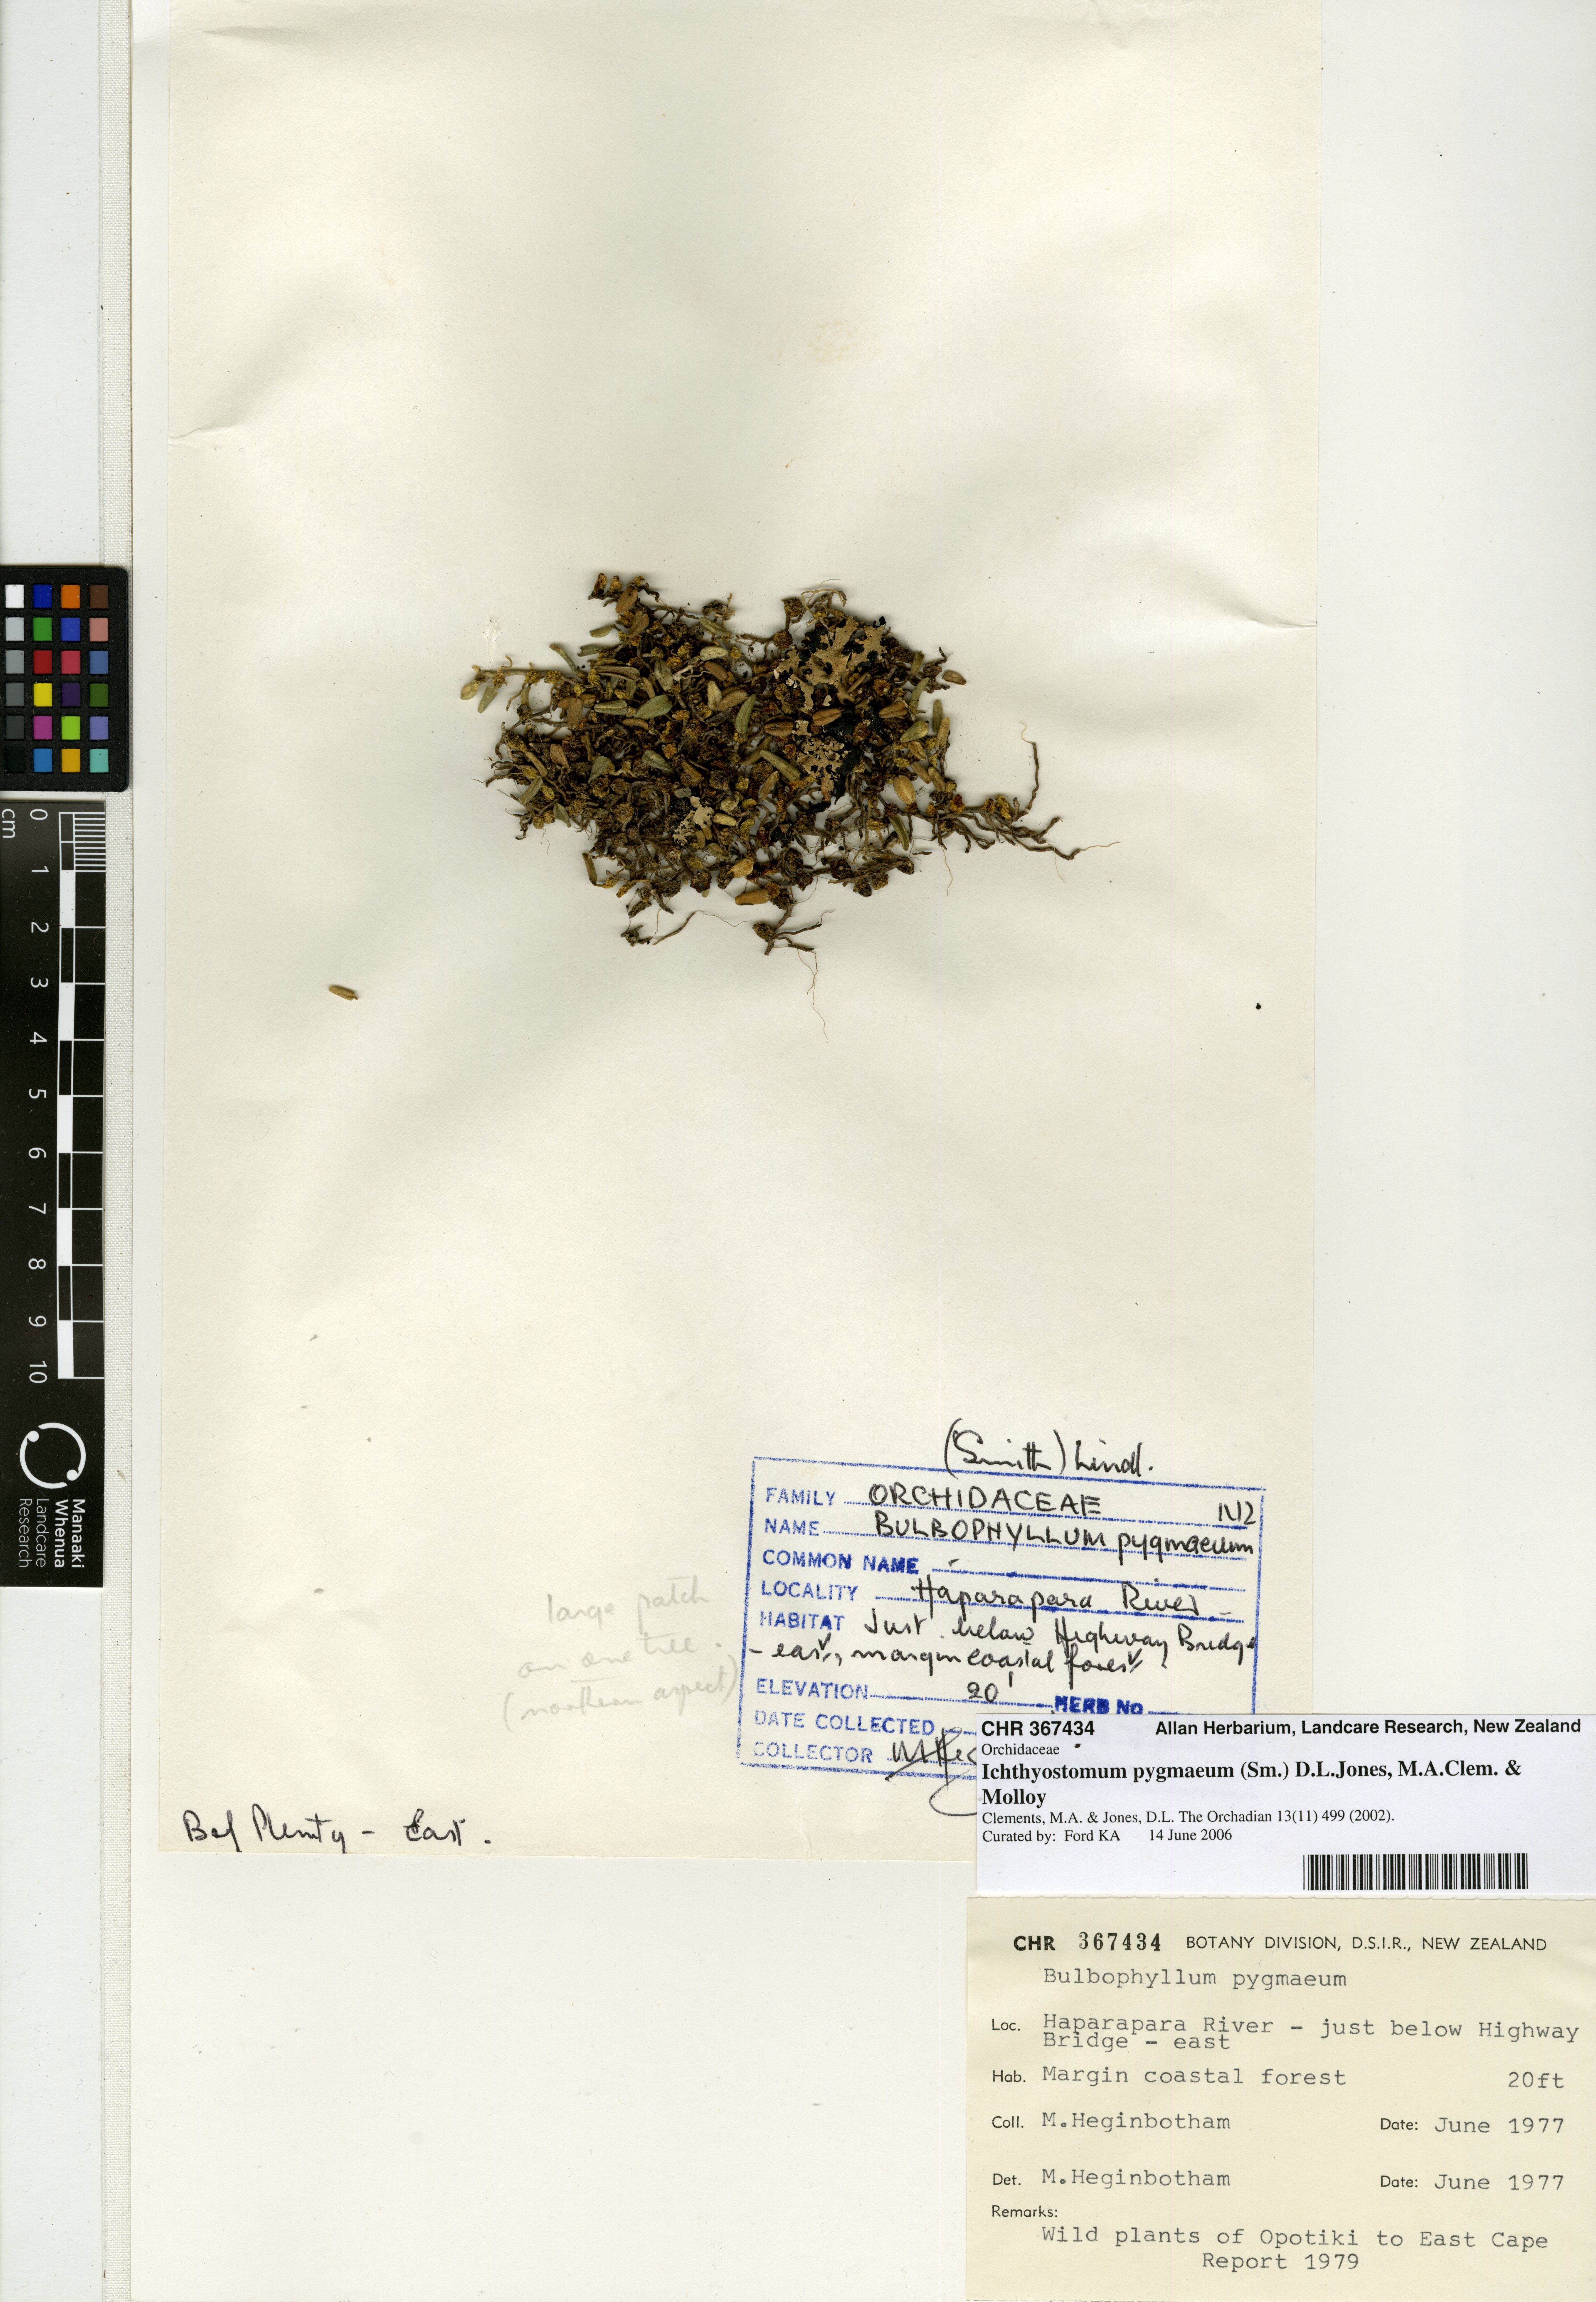 cm
0
1
2
3
4
5
6
7
8
9
10
Manaaki
Whenua
Landcare
Research
(Smith) Lindl.
FAMILY ORCHIDACEAE
NAME BULBOPHYLLUM pygmaeum
COMMON NAME -
LOCALITY Haparapara River -
HABITAT Just below Highway Bridge
- east, margin coastal forest.
ELEVATION 20' HERB NO
DATE COLLECTED
COLLECTOR
large patch
on one tree.
(northern aspect)
Bay Plenty - East.
CHR 367434 Allan Herbarium, Landcare Research, New Zealand
Orchidaceae
Ichthyostomum pygmaeum (Sm.) D.L.Jones, M.A.Clem. &
Molloy
Clements, M.A. & Jones, D.L. The Orchadian 13(11) 499 (2002).
Curated by: Ford KA 14 June 2006
CHR 367434 BOTANY DIVISION, D.S.I.R., NEW ZEALAND
Bulbophyllum pygmaeum
Loc. Haparapara River - just below Highway
Bridge - east
Hab. Margin coastal forest 20ft
Coll. M.Heginbotham Date: June 1977
Det. M.Heginbotham Date: June 1977
Remarks:
Wild plants of Opotiki to East Cape
Report 1979